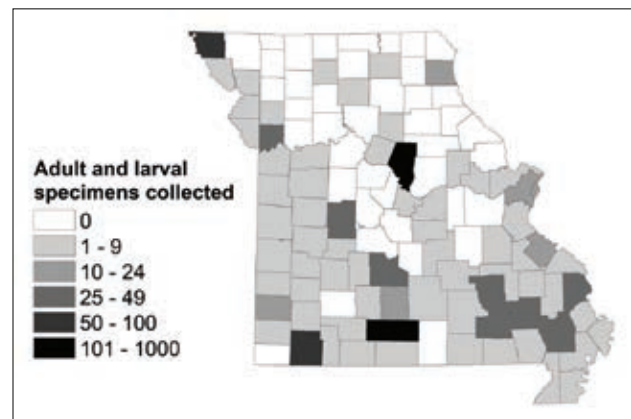 Adult and larval
specimens collected
0
1 - 9
10 - 24
25 - 49
50 - 100
101 - 1000